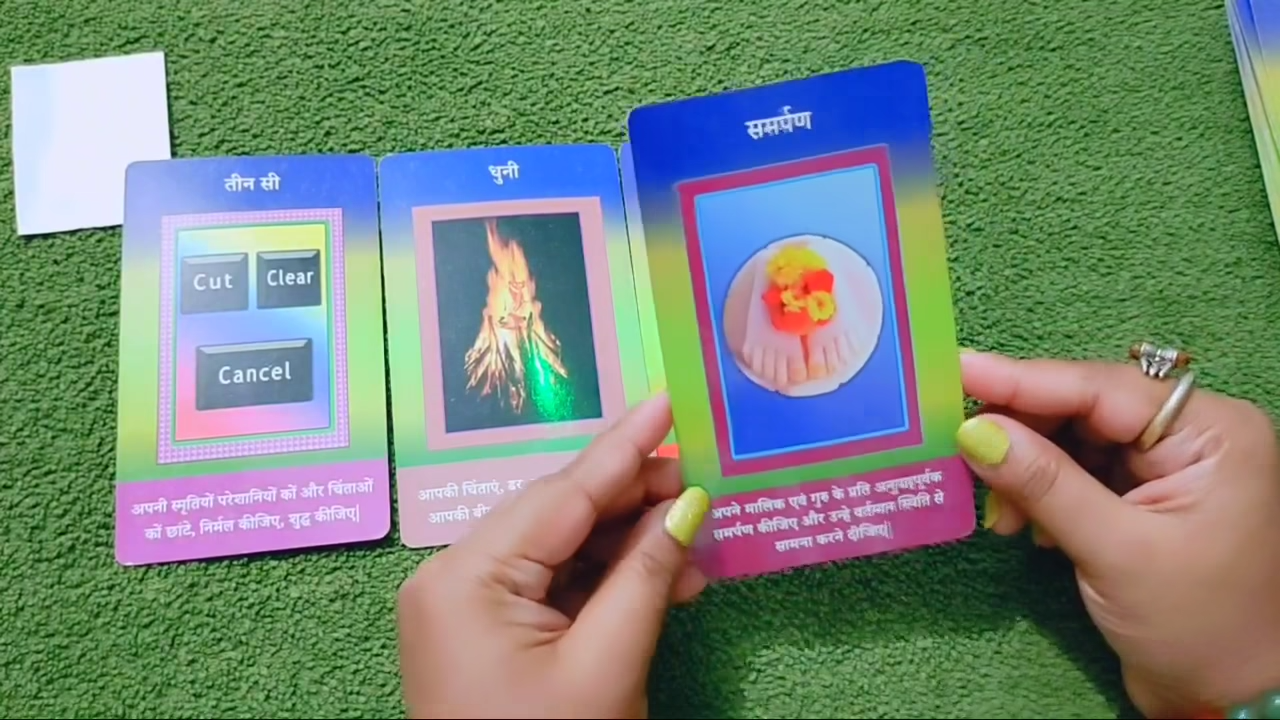 तीन सी
Cut Clear
Cancel
अपनी स्मृतियों परेशानियों कों और चिंताओं
कों छांटे, निर्मल कीजिए, शुद्ध कीजिए|
धुनी
आपकी चिंताएं, डर
आपकी
समर्पण
अपने मालिक एवं गुरु के प्रति अनुग्रहपूर्वक
समर्पण कीजिए और उन्हे वर्तमान स्थिति से
सामना करने दीजिए|